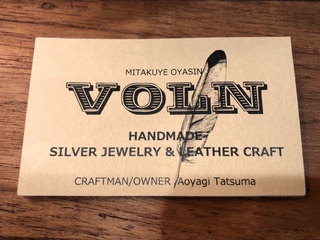 MITAKUYE OYASIN
VOLN
HANDMADE-
SILVER JEWELRY & LEATHER CRAFT
CRAFTMAN/OWNER Aoyagi Tatsuma